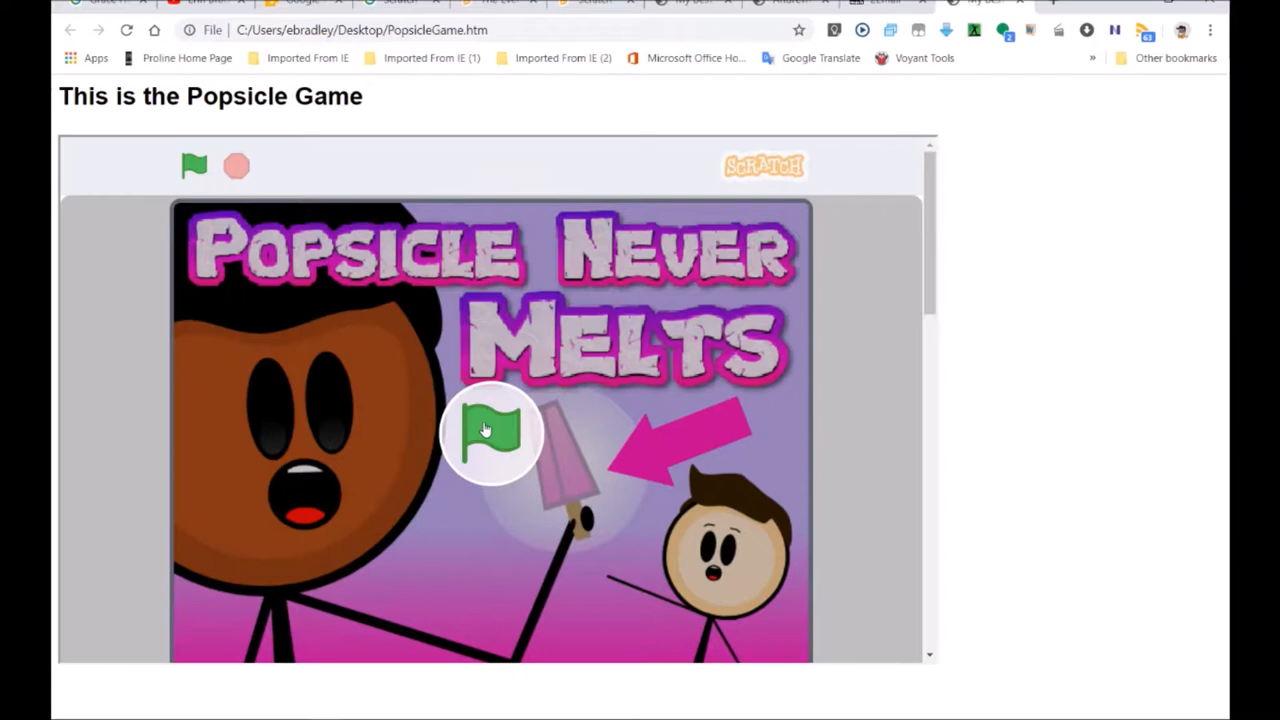 File C:/Users/ebradley/Desktop/PopsicleGame.htm
2
63
Apps Proline Home Page Imported From IE Imported From IE (1) Imported From IE (2) Microsoft Office Ho... Google Translate Voyant Tools » Other bookmarks
This is the Popsicle Game
SCRATCH
POPSICLE NEVER
MELTS